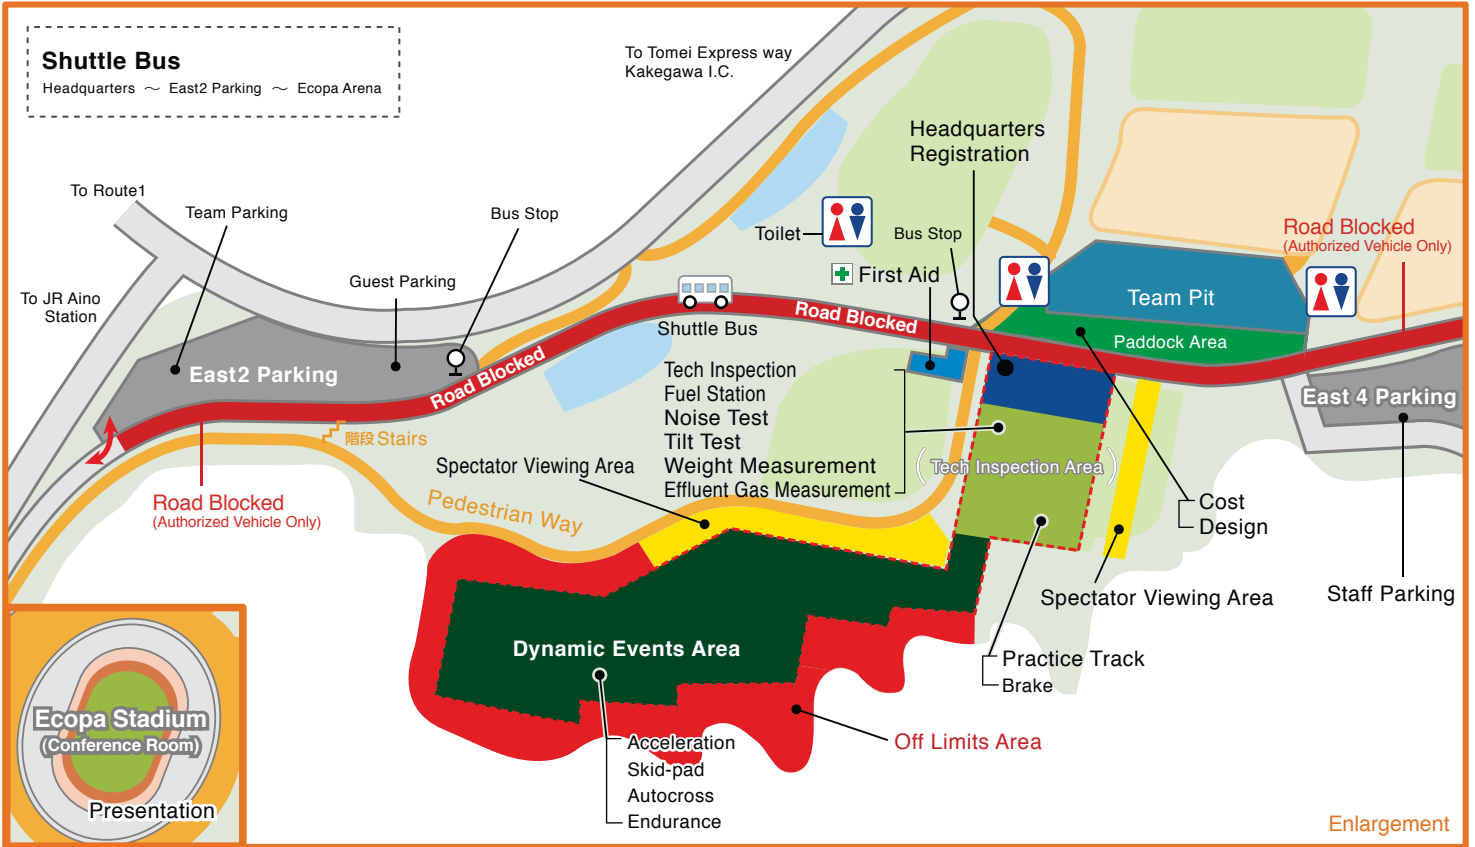 Shuttle Bus
Headquarters ～ East2 Parking ～ Ecopa Arena
To Tomei Express way
Kakegawa I.C.
Headquarters
Registration
To Route1
Team Parking
Bus Stop
Toilet
Bus Stop
Road Blocked
(Authorized Vehicle Only)
First Aid
Guest Parking
To JR Aino
Station
Team Pit
Shuttle Bus
Road Blocked
Paddock Area
East2 Parking
Road Blocked
Tech Inspection
Fuel Station
Noise Test
Tilt Test
Weight Measurement
Effluent Gas Measurement
East 4 Parking
階段 Stairs
Spectator Viewing Area
(Tech Inspection Area)
Pedestrian Way
Road Blocked
(Authorized Vehicle Only)
Cost
Design
Spectator Viewing Area
Staff Parking
Dynamic Events Area
Practice Track
Brake
Ecopa Stadium
(Conference Room)
Presentation
Off Limits Area
Acceleration
Skid-pad
Autocross
Endurance
Enlargement